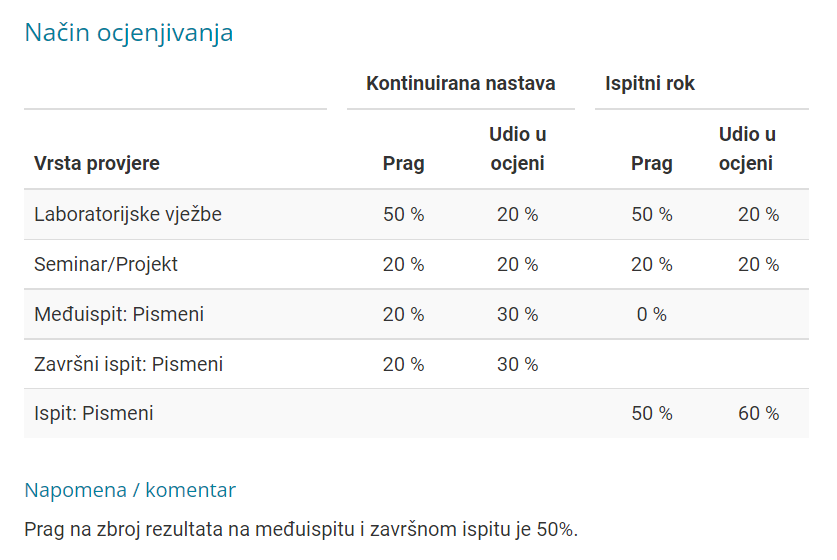 Način ocjenjivanja
Kontinuirana nastava Ispitni rok
Vrsta provjere Prag Udio u ocjeni Prag Udio u ocjeni
Laboratorijske vježbe 50 % 20 % 50 % 20 %
Seminar/Projekt 20 % 20 % 20 % 20 %
Međuispit: Pismeni 20 % 30 % 0 %
Završni ispit: Pismeni 20 % 30 %
Ispit: Pismeni 50 % 60 %
Napomena / komentar
Prag na zbroj rezultata na međuispitu i završnom ispitu je 50%.